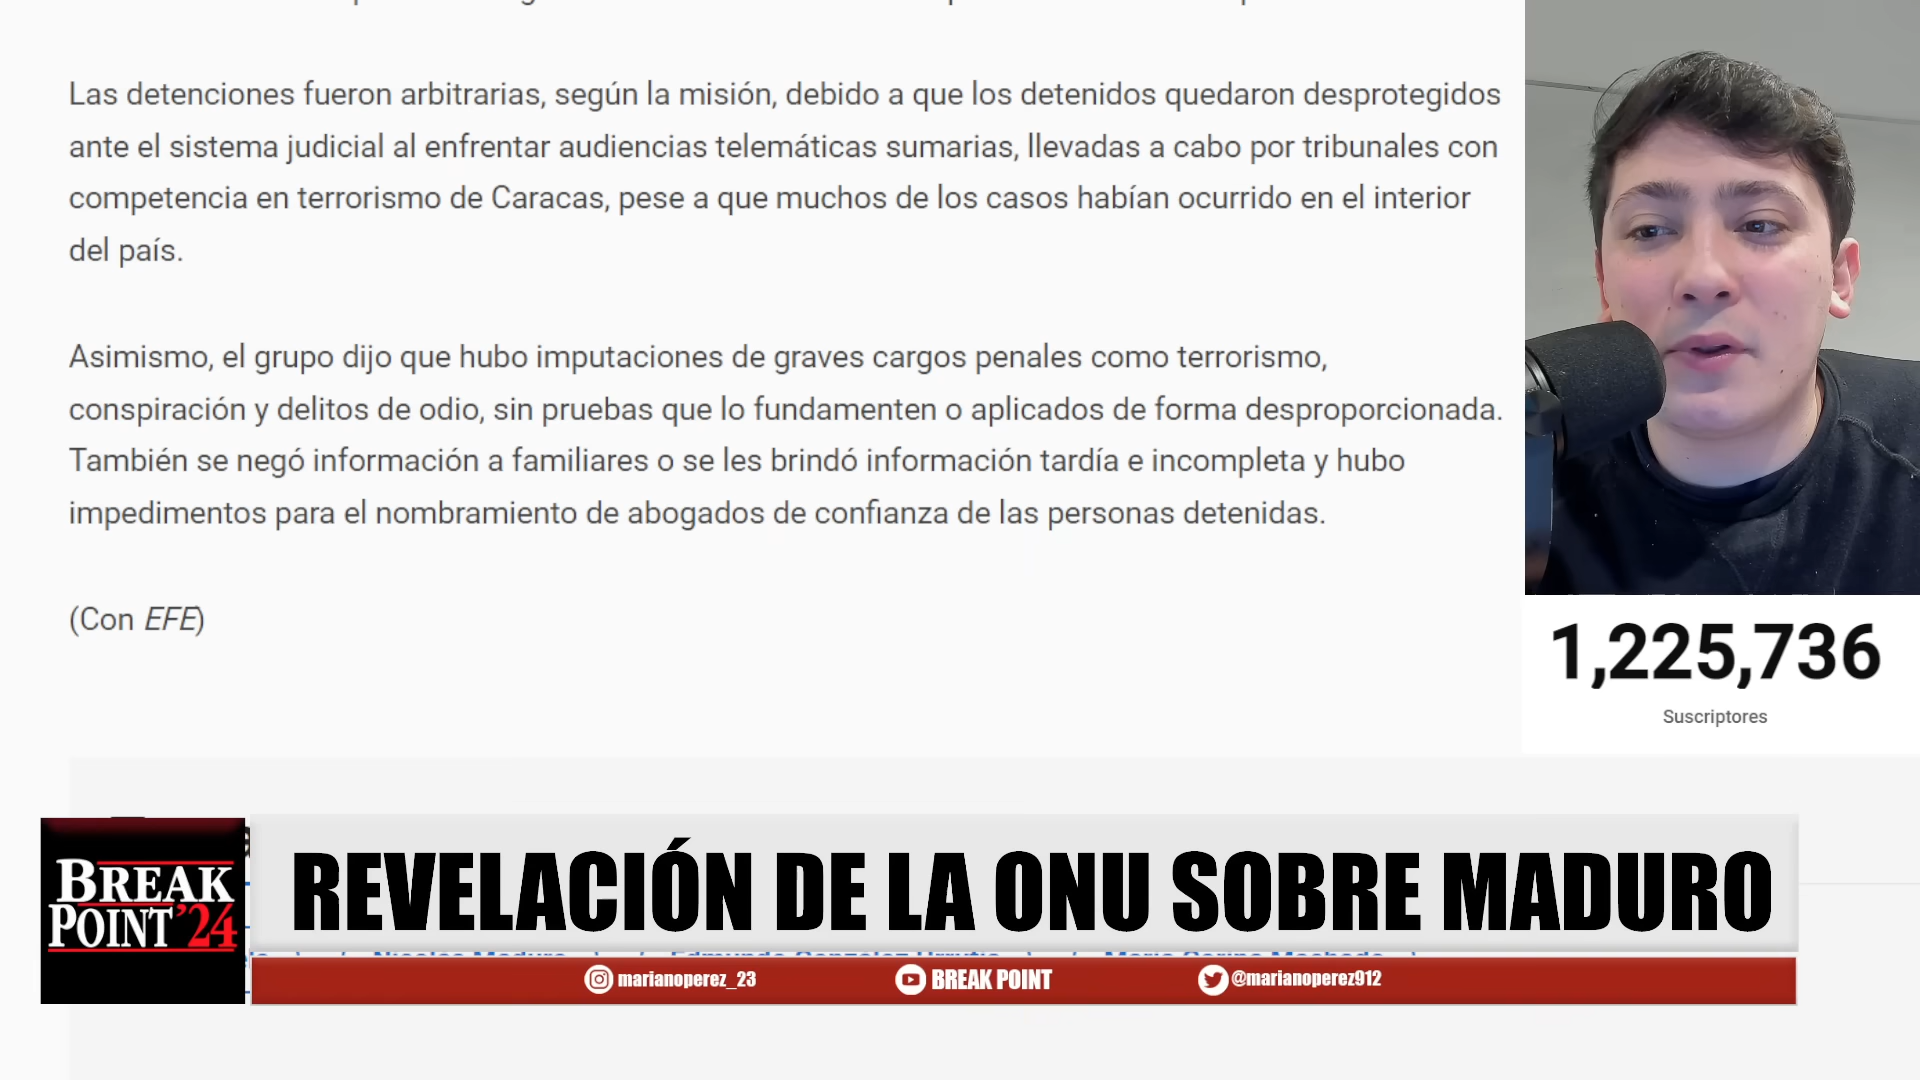 Las detenciones fueron arbitrarias, según la misión, debido a que los detenidos quedaron desprotegidos
ante el sistema judicial al enfrentar audiencias telemáticas sumarias, llevadas a cabo por tribunales con
competencia en terrorismo de Caracas, pese a que muchos de los casos habían ocurrido en el interior
del país.
Asimismo, el grupo dijo que hubo imputaciones de graves cargos penales como terrorismo,
conspiración y delitos de odio, sin pruebas que lo fundamenten o aplicados de forma desproporcionada.
También se negó información a familiares o se les brindó información tardía e incompleta y hubo
impedimentos para el nombramiento de abogados de confianza de las personas detenidas.
(Con EFE)
1,225,736
Suscriptores
BREAK
POINT'24
REVELACIÓN DE LA ONU SOBRE MADURO
marianoperez_23
BREAK POINT
@marianoperez912